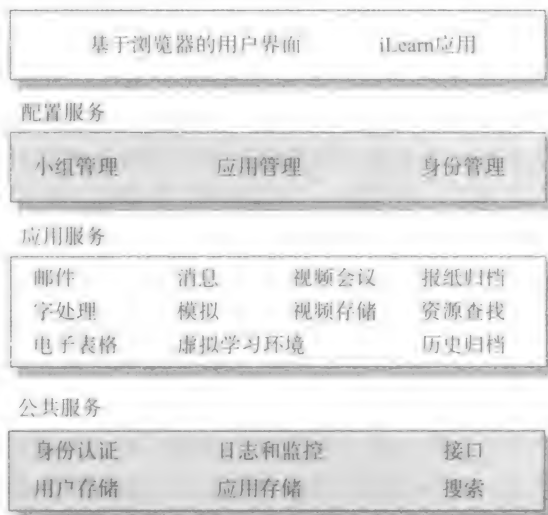 基于浏览器的用户界面 iLearn应用
配置服务
小组管理 应用管理 身份管理
应用服务
邮件 消息 视频会议 报纸归档
字处理 模拟 视频存储 资源查找
电子表格 虚拟学习环境 历史归档
公共服务
身份认证 日志和监控 接口
用户存储 应用存储 搜索